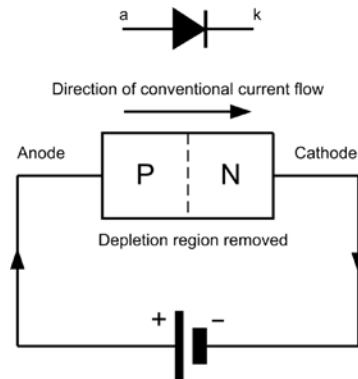 a k
Direction of conventional current flow
Anode Cathode
P N
Depletion region removed
+ −